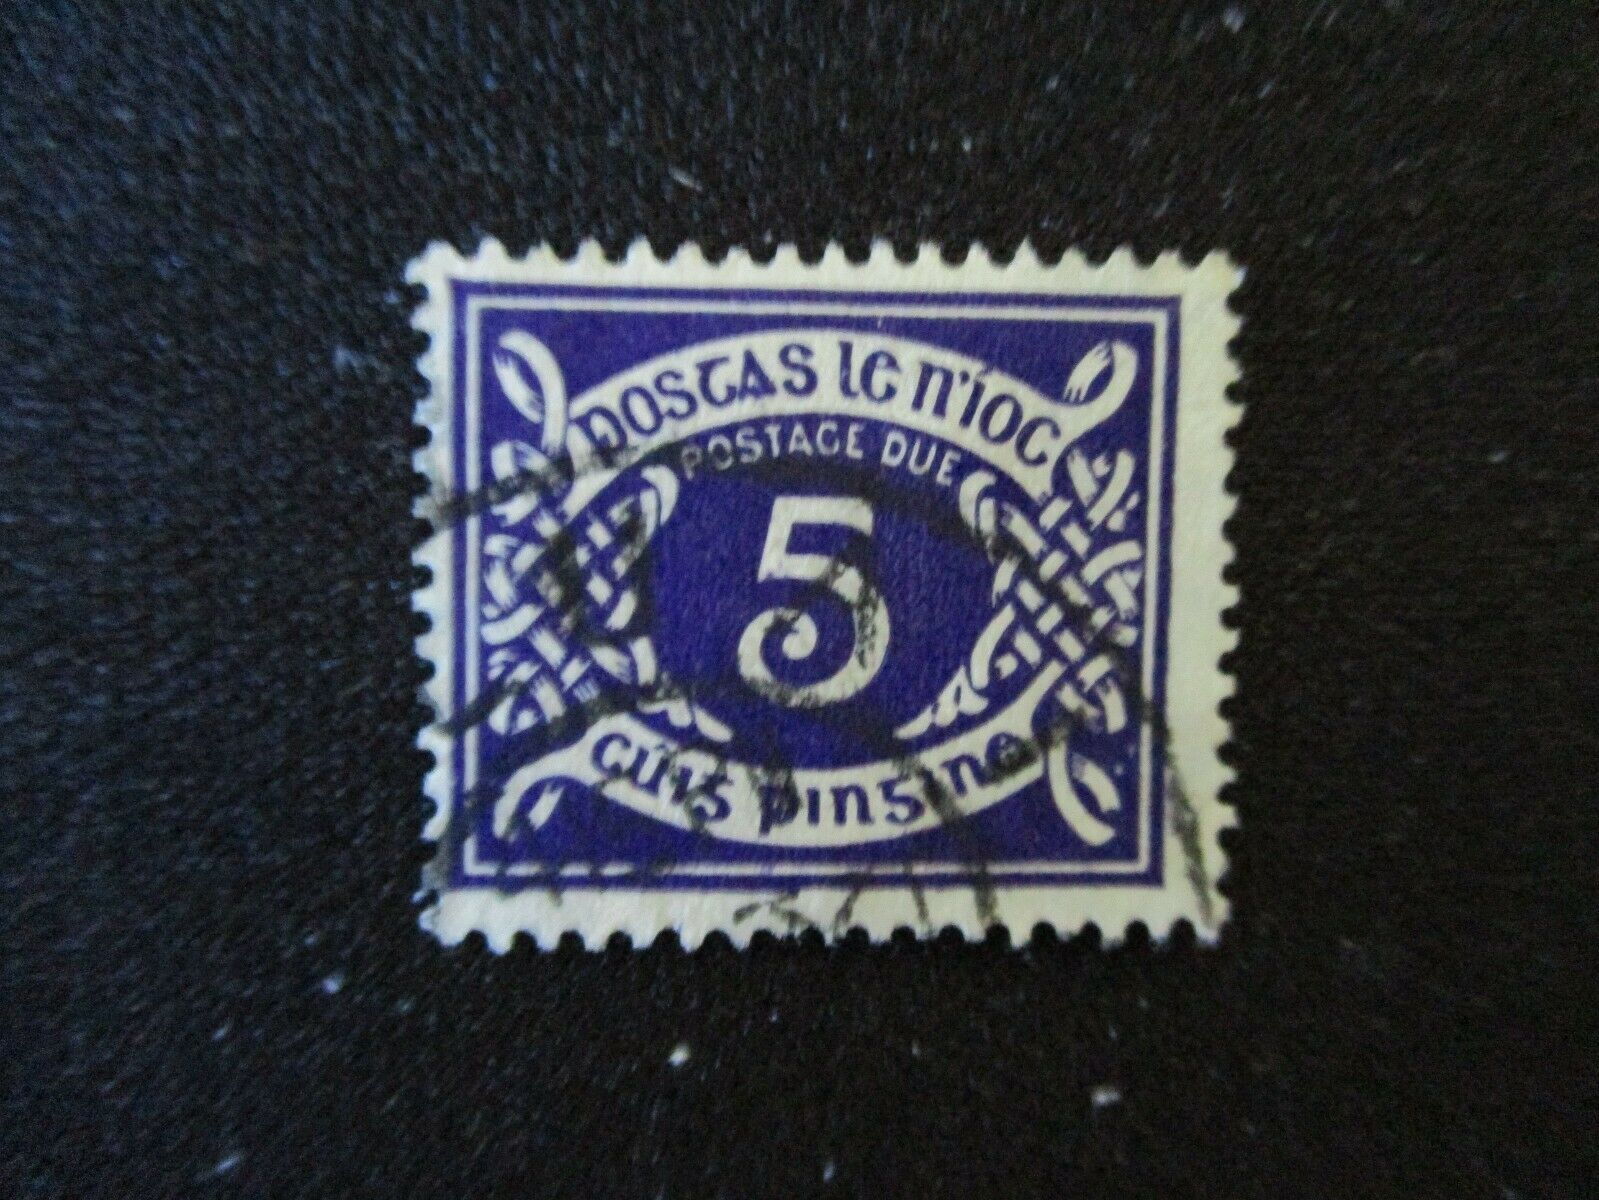 postas le n'íoc
POSTAGE DUE
5
cúig pingine